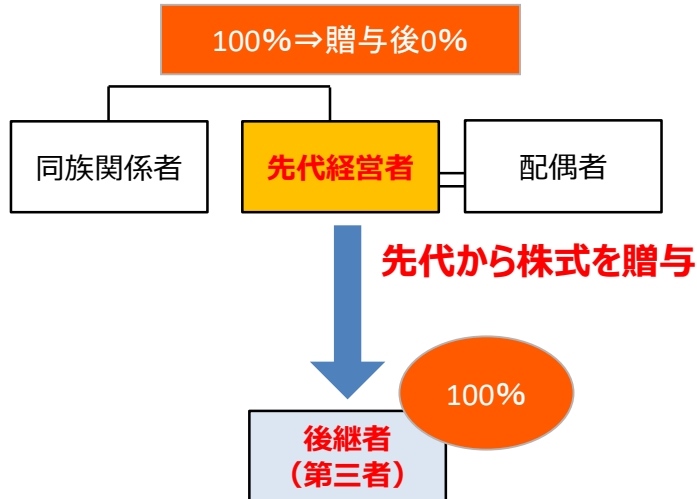 100%⇒贈与後0%
同族関係者
先代経営者
配偶者
先代から株式を贈与
100%
後継者
(第三者)